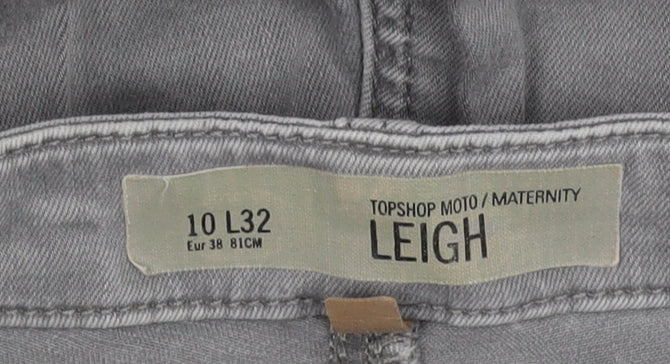 10 L32
Eur 38 81CM
TOPSHOP MOTO / MATERNITY
LEIGH